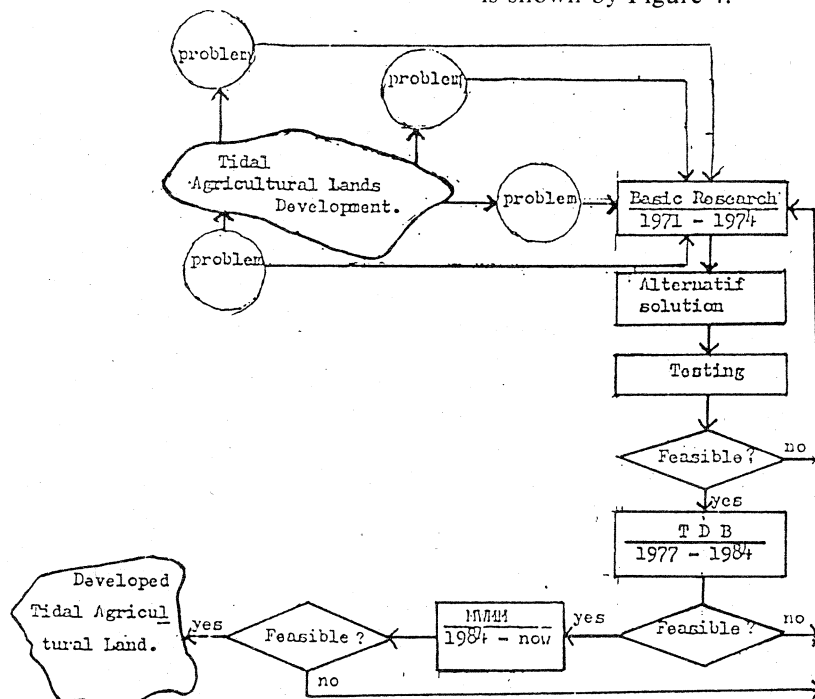 is shown by Figure 4.
problem
problem
Tidal
Agricultural Lands
Development.
problem
problem
Basic Research
1971 - 1974
Alternatif
solution
Testing
Feasible?
no
yes
T D B
1977 - 1984
Feasible?
no
yes
1984 - now
Feasible?
no
yes
Developed
Tidal Agricul
tural Land.